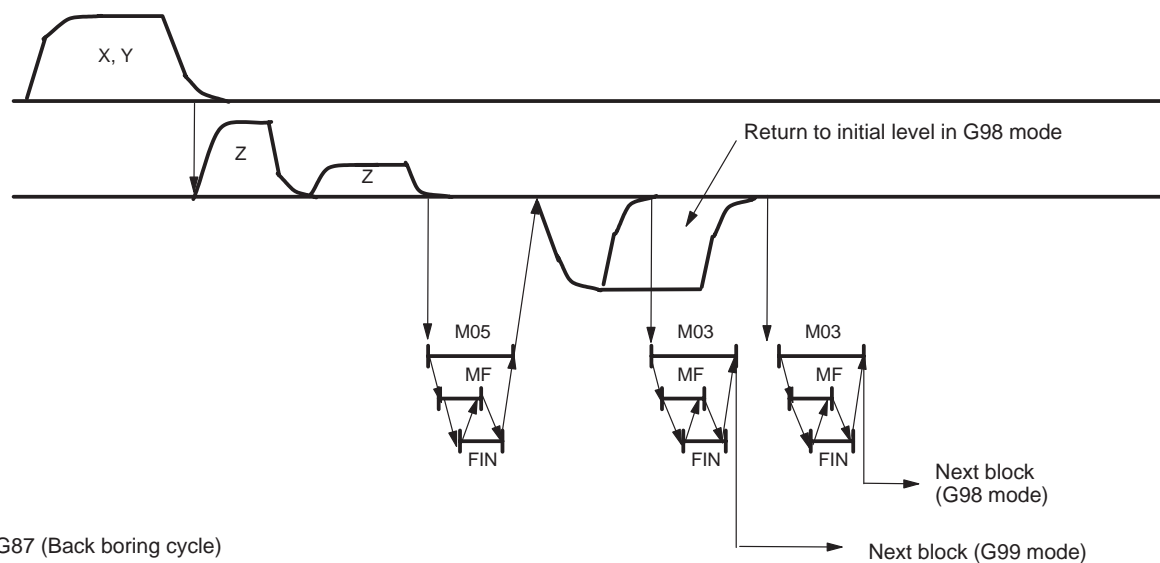 X, Y
Return to initial level in G98 mode
Z
Z
M05
M03
M03
MF
MF
MF
FIN
FIN
FIN
Next block
(G98 mode)
G87 (Back boring cycle)
Next block (G99 mode)